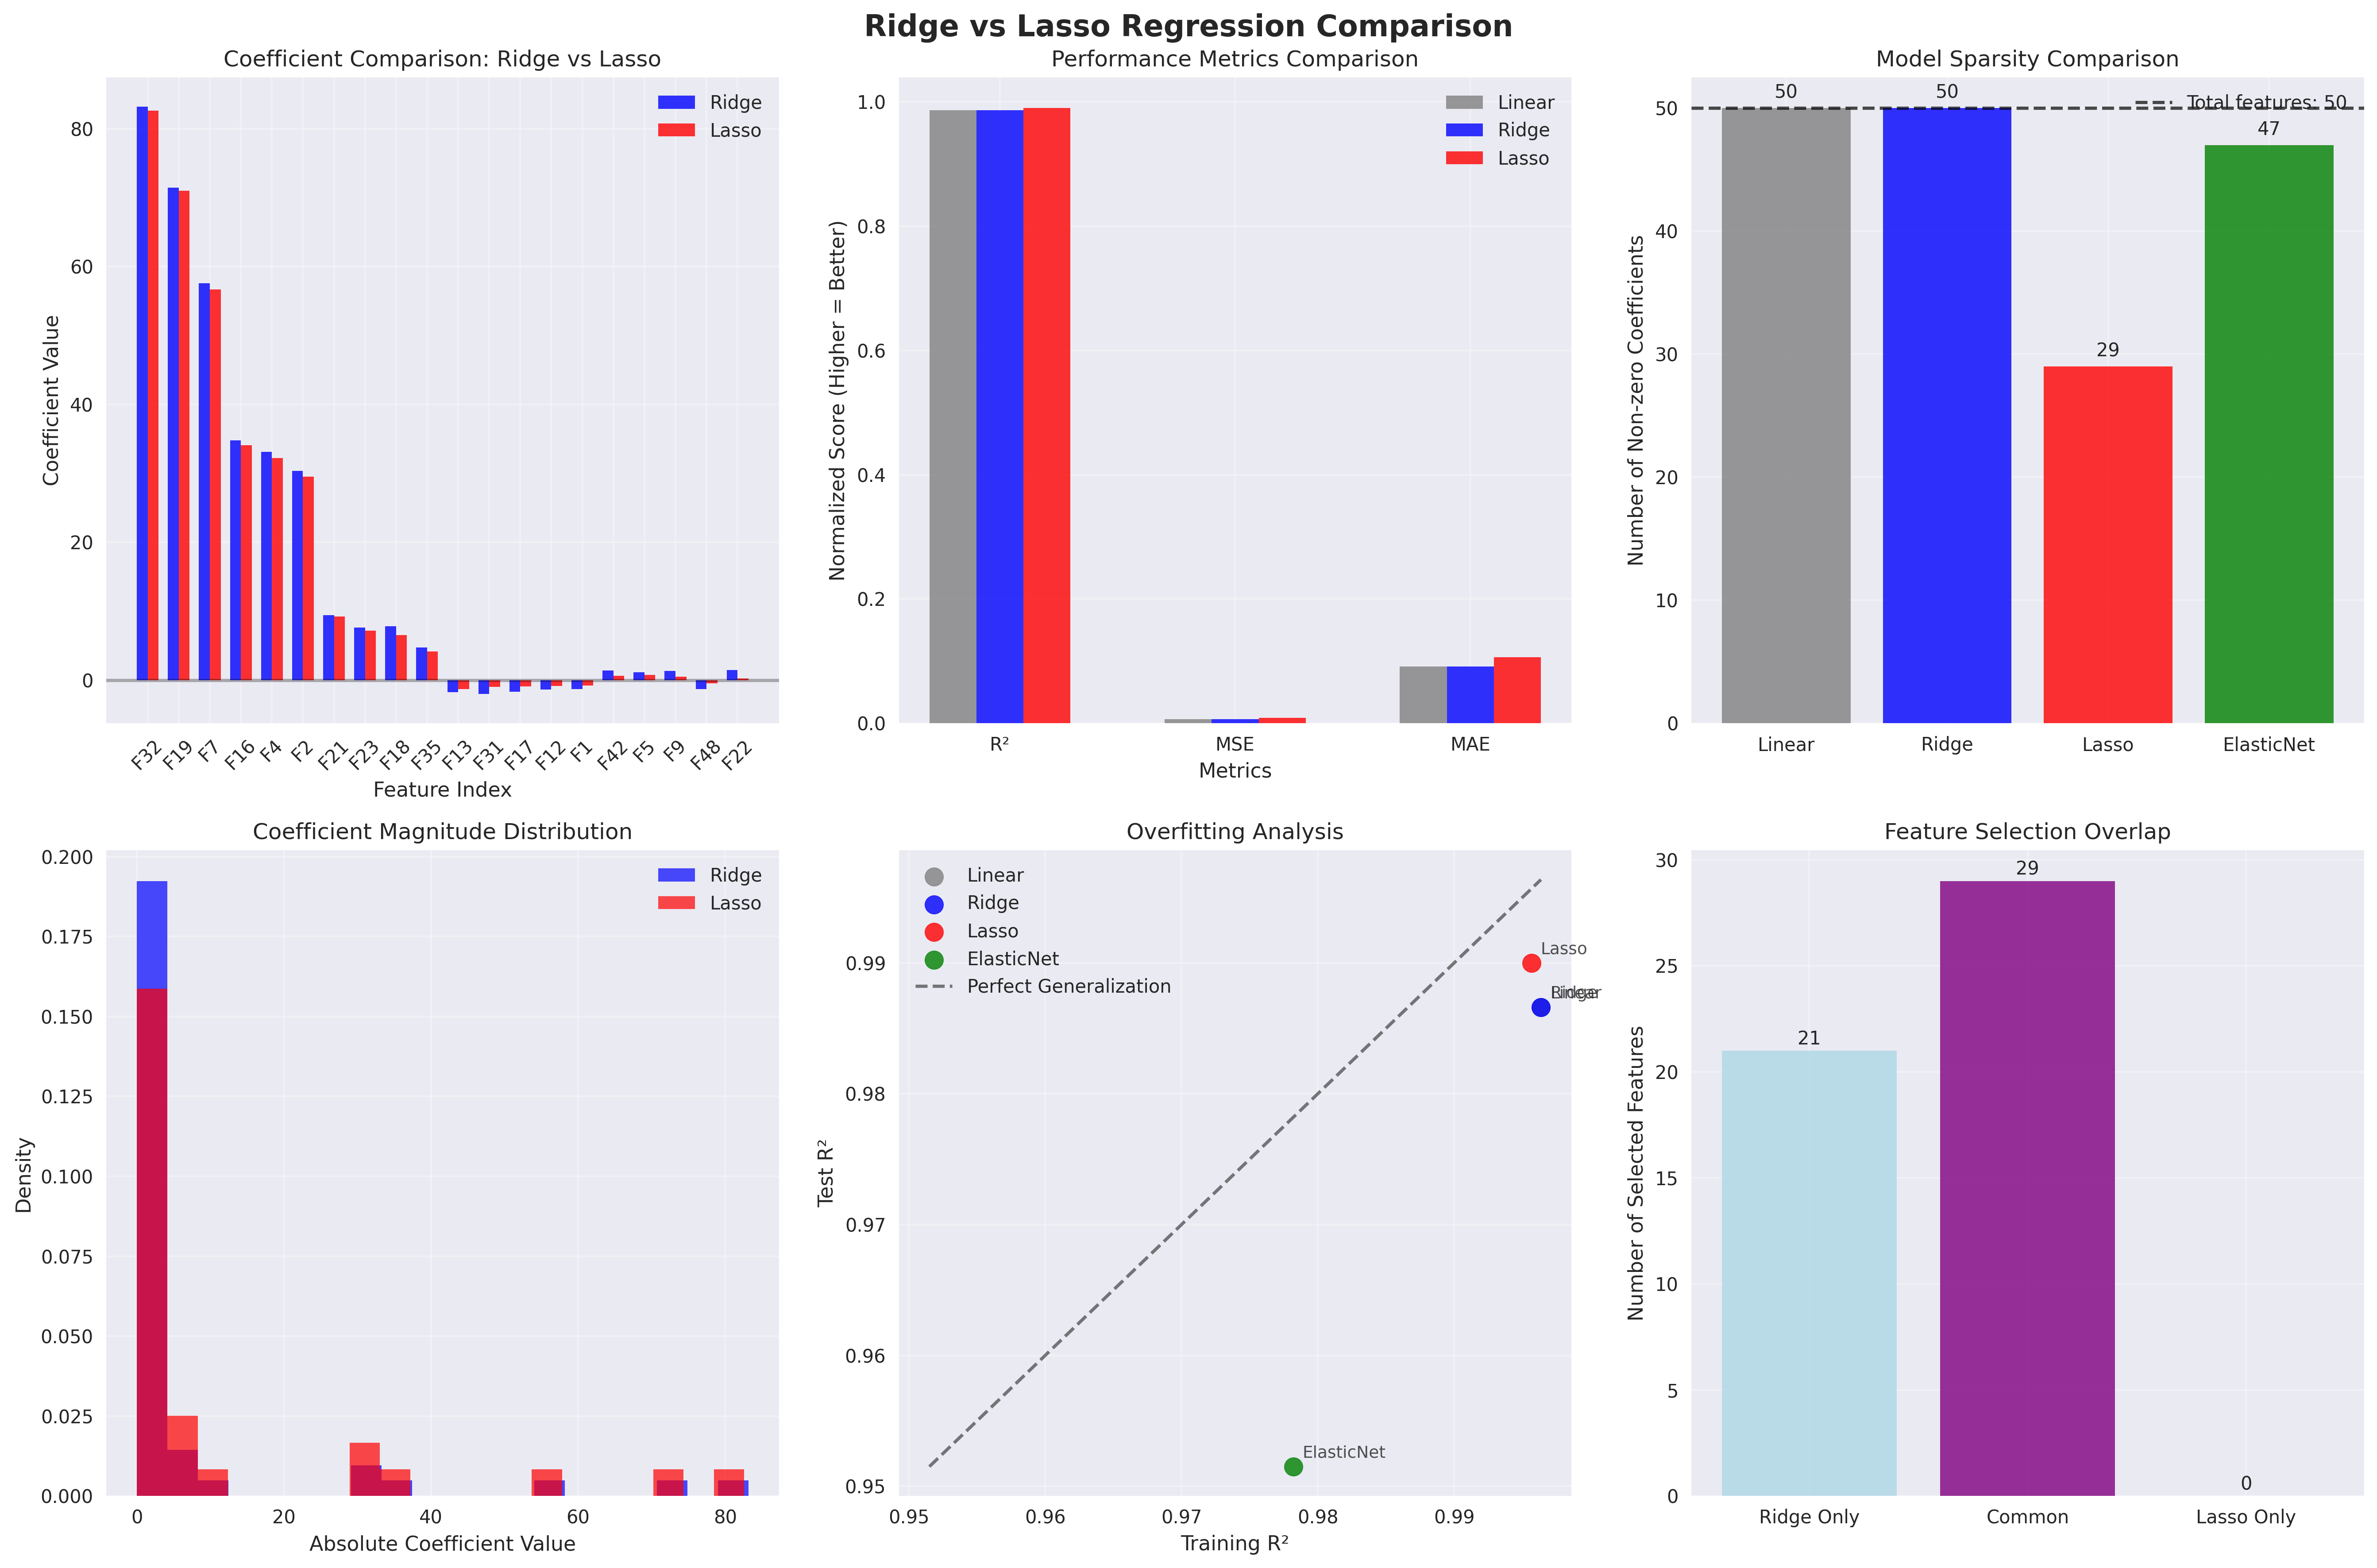 Ridge vs Lasso Regression Comparison
Coefficient Comparison: Ridge vs Lasso
Coefficient Value
80
60
40
20
0
Ridge
Lasso
F32 F19 F7 F16 F4 F2 F21 F23 F18 F35 F13 F31 F17 F12 F1 F42 F5 F9 F48 F22
Feature Index
Performance Metrics Comparison
Normalized Score (Higher = Better)
1.0
0.8
0.6
0.4
0.2
0.0
Linear
Ridge
Lasso
R² MSE MAE
Metrics
Model Sparsity Comparison
Number of Non-zero Coefficients
50
40
30
20
10
0
50 50 29 47
Total features: 50
Linear Ridge Lasso ElasticNet
Coefficient Magnitude Distribution
Density
0.200
0.175
0.150
0.125
0.100
0.075
0.050
0.025
0.000
Ridge
Lasso
0 20 40 60 80
Absolute Coefficient Value
Overfitting Analysis
Test R²
0.99
0.98
0.97
0.96
0.95
Linear
Ridge
Lasso
ElasticNet
Perfect Generalization
Lasso
Linear
Ridge
ElasticNet
0.95 0.96 0.97 0.98 0.99
Training R²
Feature Selection Overlap
Number of Selected Features
30
25
20
15
10
5
0
21 29 0
Ridge Only Common Lasso Only